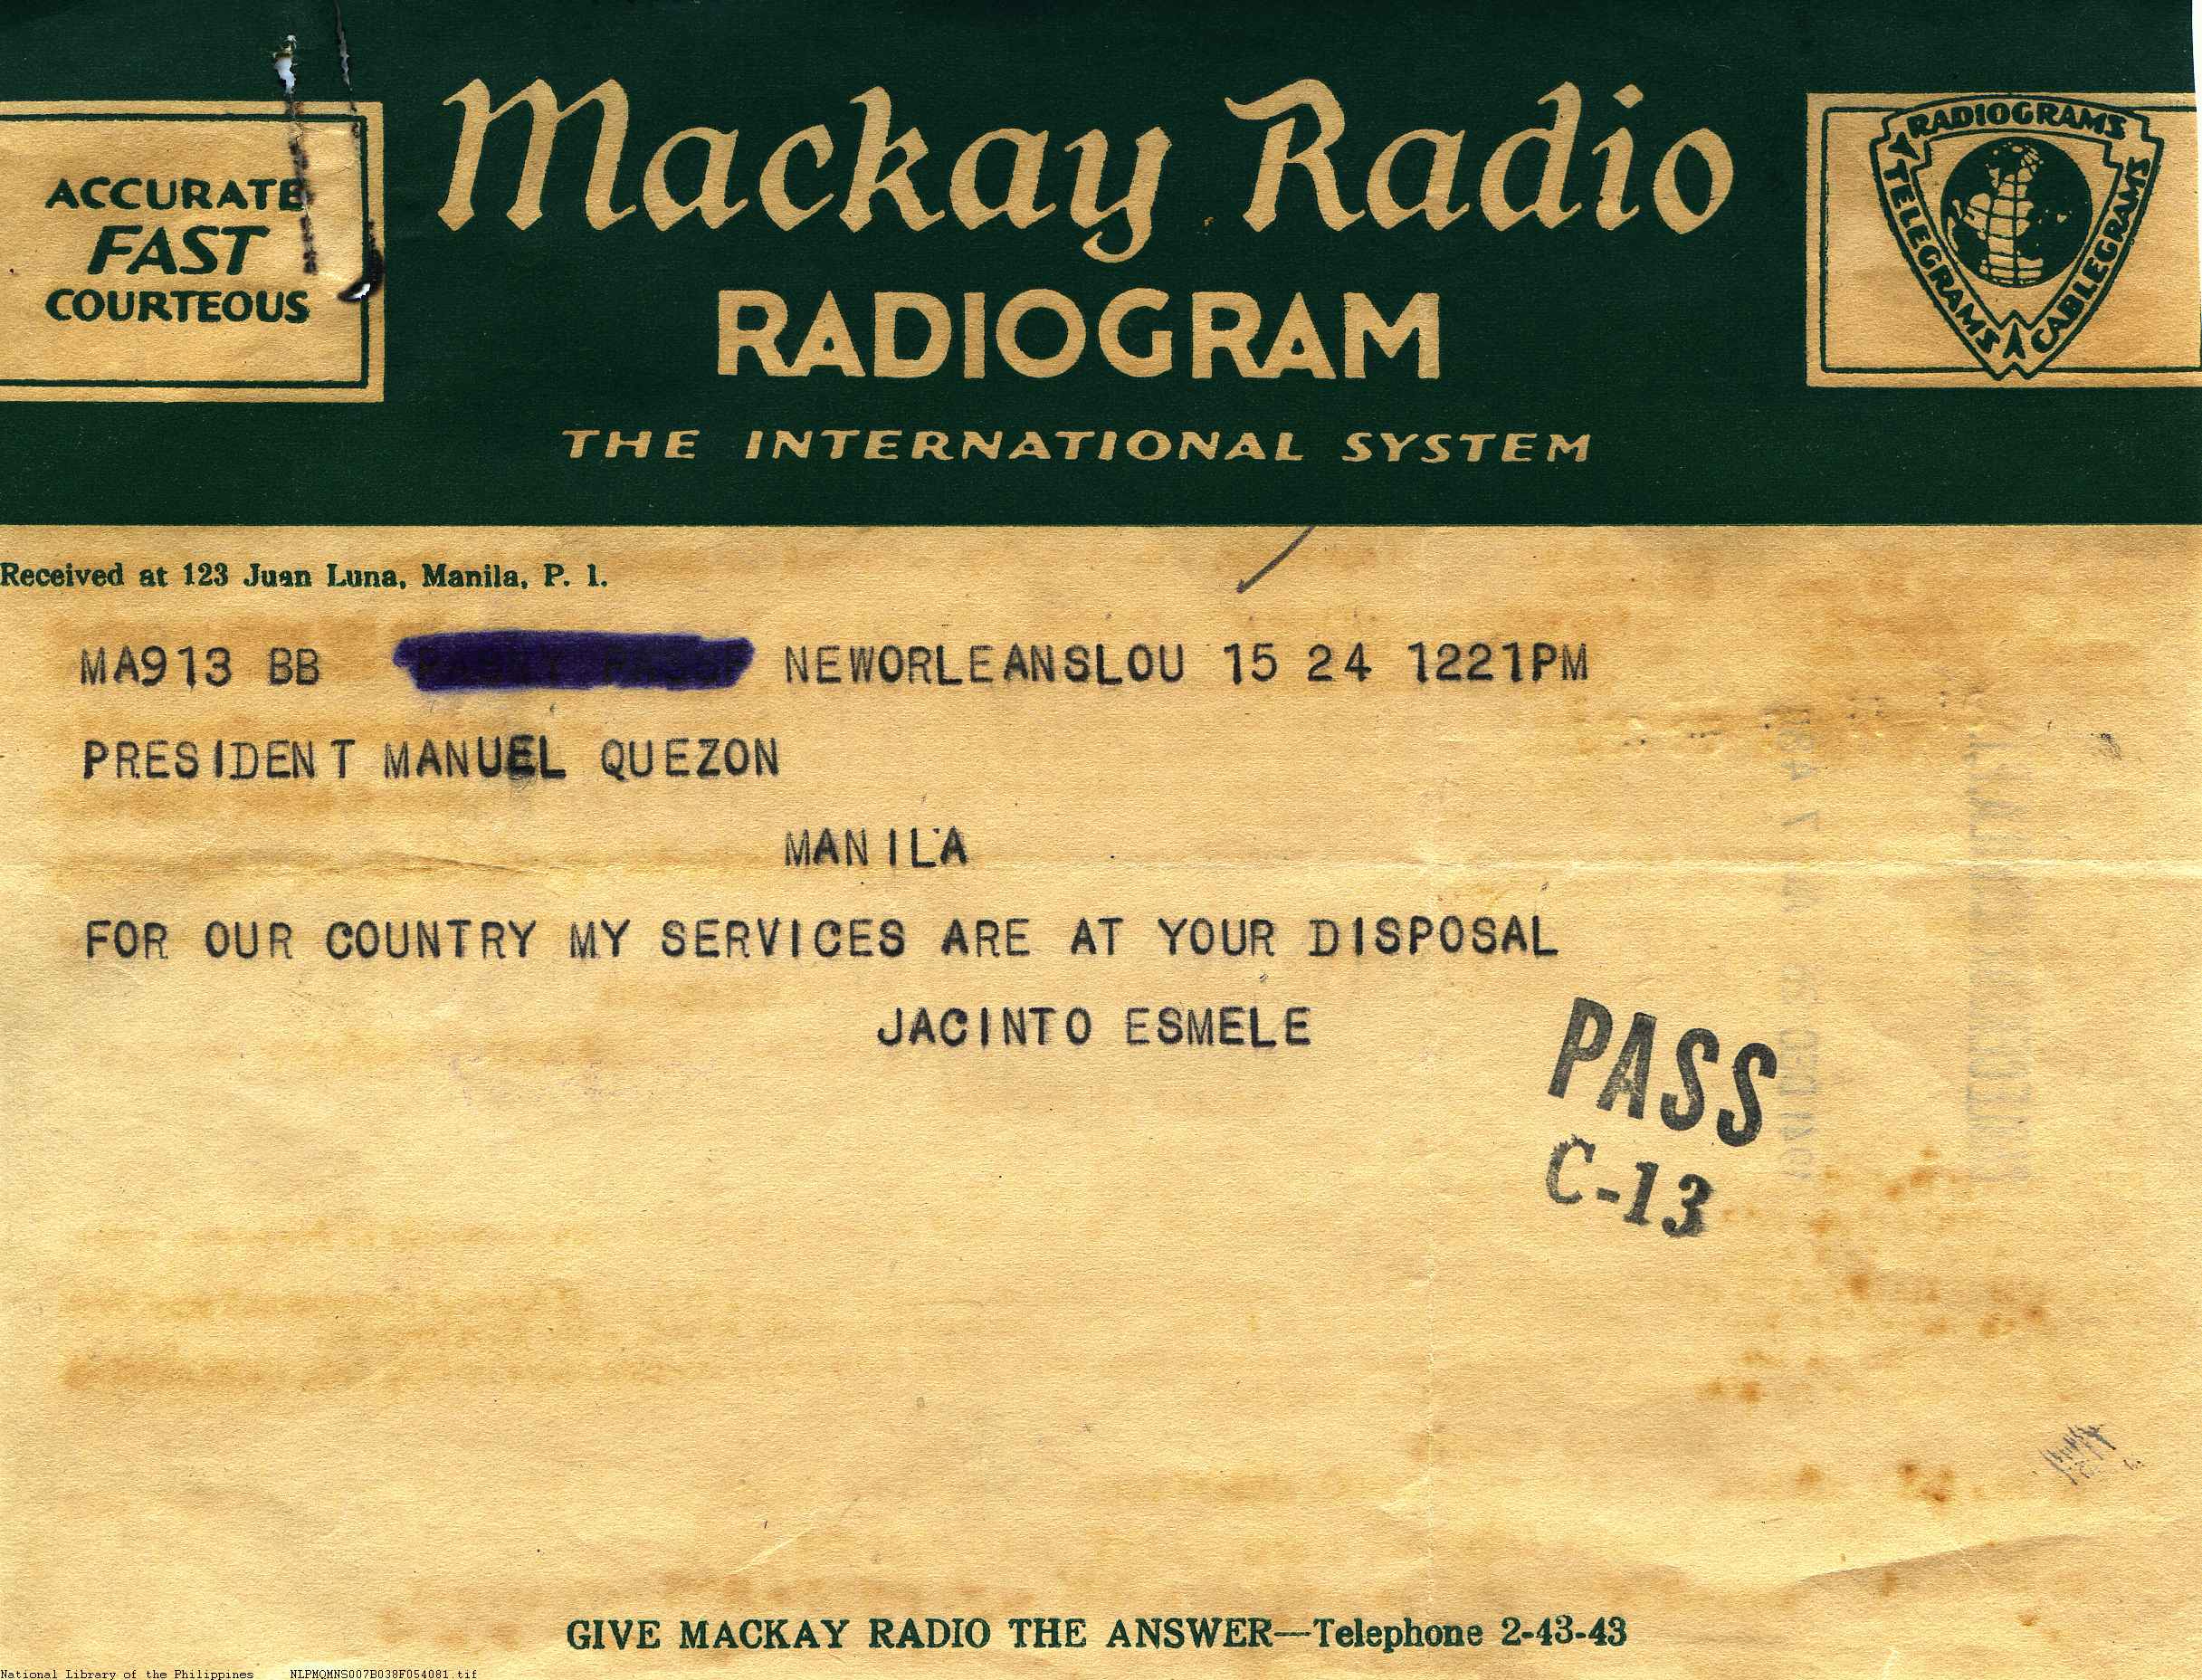 Mackay Radio
RADIOGRAM
THE INTERNATIONAL SYSTEM
ACCURATE
FAST
COURTEOUS
RADIOGRAMS
TELEGRAMS
CABLEGRAMS
Received at 123 Juan Luna, Manila, P. I.
MA913 BB NEWORLEANSLOU 15 24 1221PM
PRESIDENT MANUEL QUEZON
MANILA
FOR OUR COUNTRY MY SERVICES ARE AT YOUR DISPOSAL
JACINTO ESMELE
PASS
C-13
GIVE MACKAY RADIO THE ANSWER—Telephone 2-43-43
National Library of the Philippines NLPMQMNS007B038F054081.tif